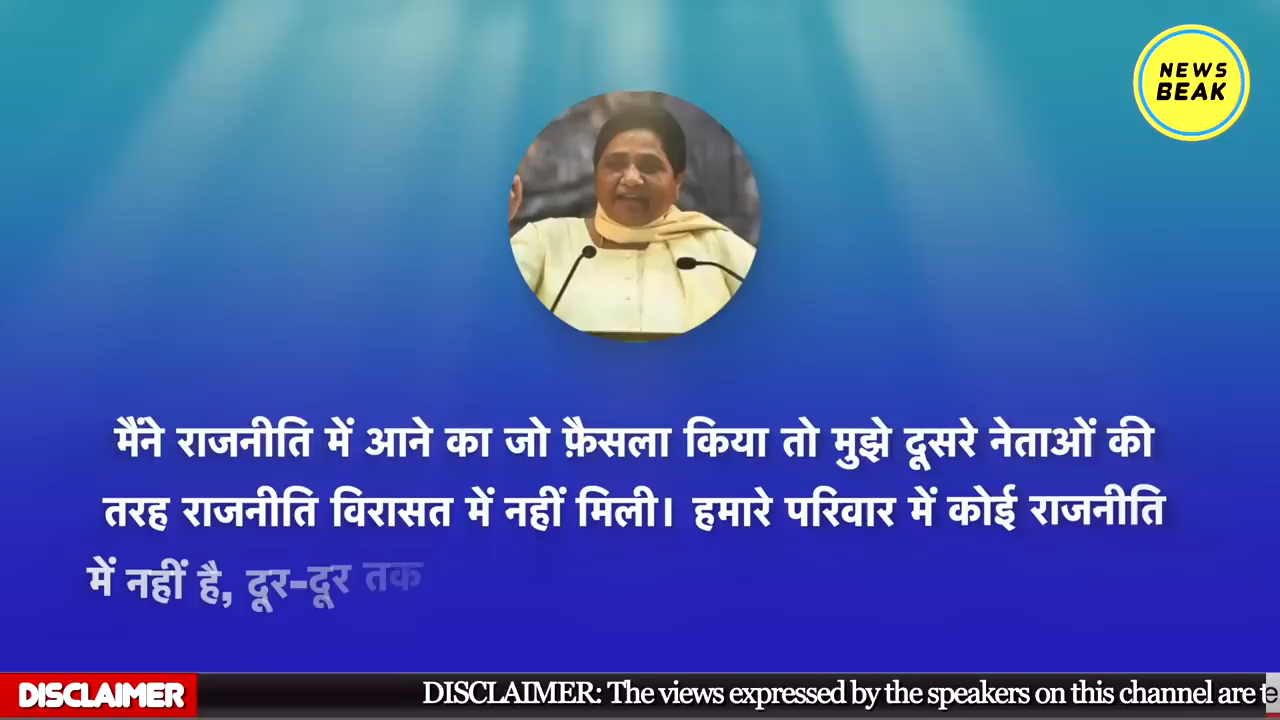 NEWS
BEAK
मैंने राजनीति में आने का जो फ़ैसला किया तो मुझे दूसरे नेताओं की
तरह राजनीति विरासत में नहीं मिली। हमारे परिवार में कोई राजनीति
में नहीं है, दूर-दूर तक
DISCLAIMER
DISCLAIMER: The views expressed by the speakers on this channel are